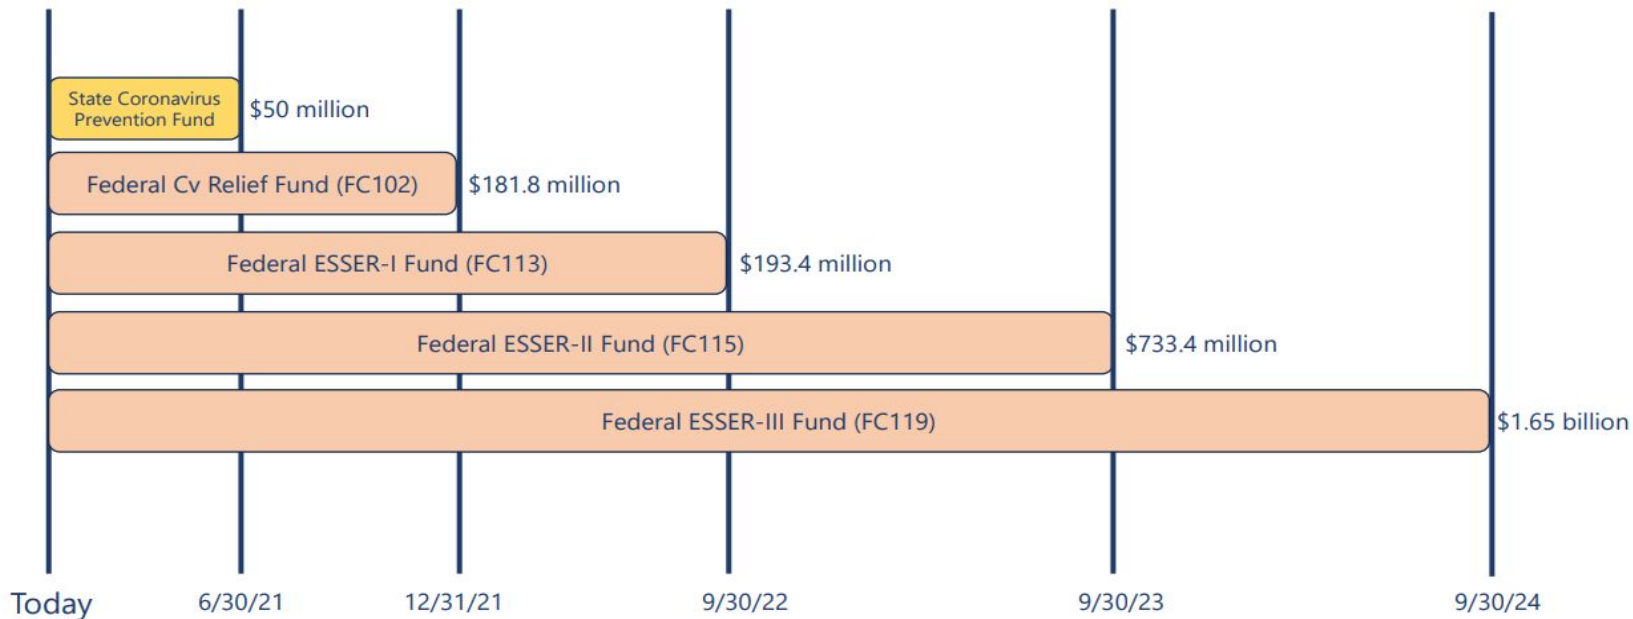 State Coronavirus
Prevention Fund
$50 million
Federal Cv Relief Fund (FC102)
$181.8 million
Federal ESSER-I Fund (FC113)
$193.4 million
Federal ESSER-II Fund (FC115)
$733.4 million
Federal ESSER-III Fund (FC119)
$1.65 billion
Today
6/30/21
12/31/21
9/30/22
9/30/23
9/30/24